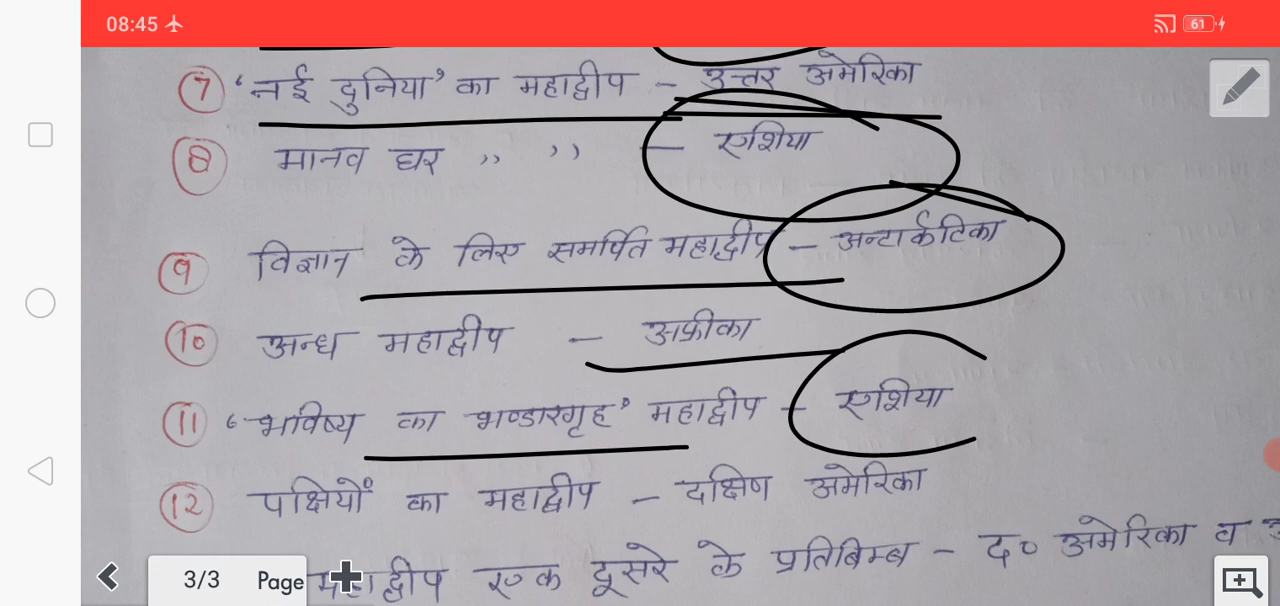 08:45
61
7 'नई दुनिया' का महाद्वीप - उत्तर अमेरिका
8 मानव घर ,, ,, - एशिया
9 विज्ञान के लिए समर्पित महाद्वीप - अन्टार्कटिका
10 अन्ध महाद्वीप - अफ्रीका
11 'भविष्य का भण्डारगृह' महाद्वीप - एशिया
12 पक्षियों का महाद्वीप - दक्षिण अमेरिका
महाद्वीप एक दूसरे के प्रतिबिम्ब - द० अमेरिका व
3/3 Page